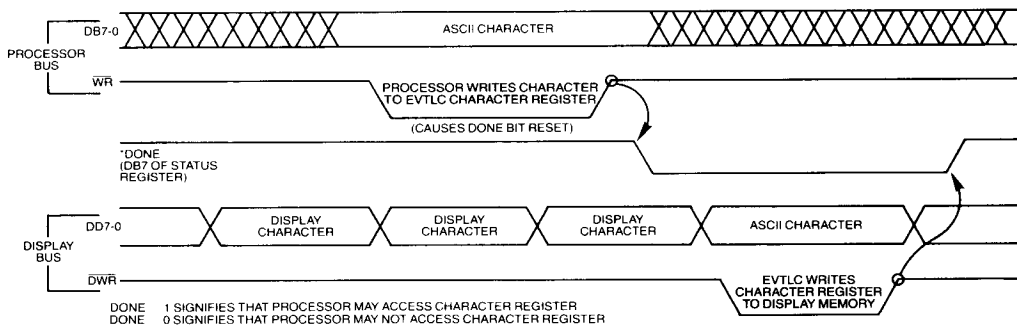 DB7-0
ASCII CHARACTER
PROCESSOR
BUS
WR
PROCESSOR WRITES CHARACTER
TO EVTLC CHARACTER REGISTER
(CAUSES DONE BIT RESET)
*DONE
(DB7 OF STATUS
REGISTER)
DD7-0
DISPLAY
CHARACTER
DISPLAY
CHARACTER
DISPLAY
CHARACTER
ASCII CHARACTER
DISPLAY
BUS
DWR
EVTLC WRITES
CHARACTER REGISTER
TO DISPLAY MEMORY
DONE 1 SIGNIFIES THAT PROCESSOR MAY ACCESS CHARACTER REGISTER
DONE 0 SIGNIFIES THAT PROCESSOR MAY NOT ACCESS CHARACTER REGISTER